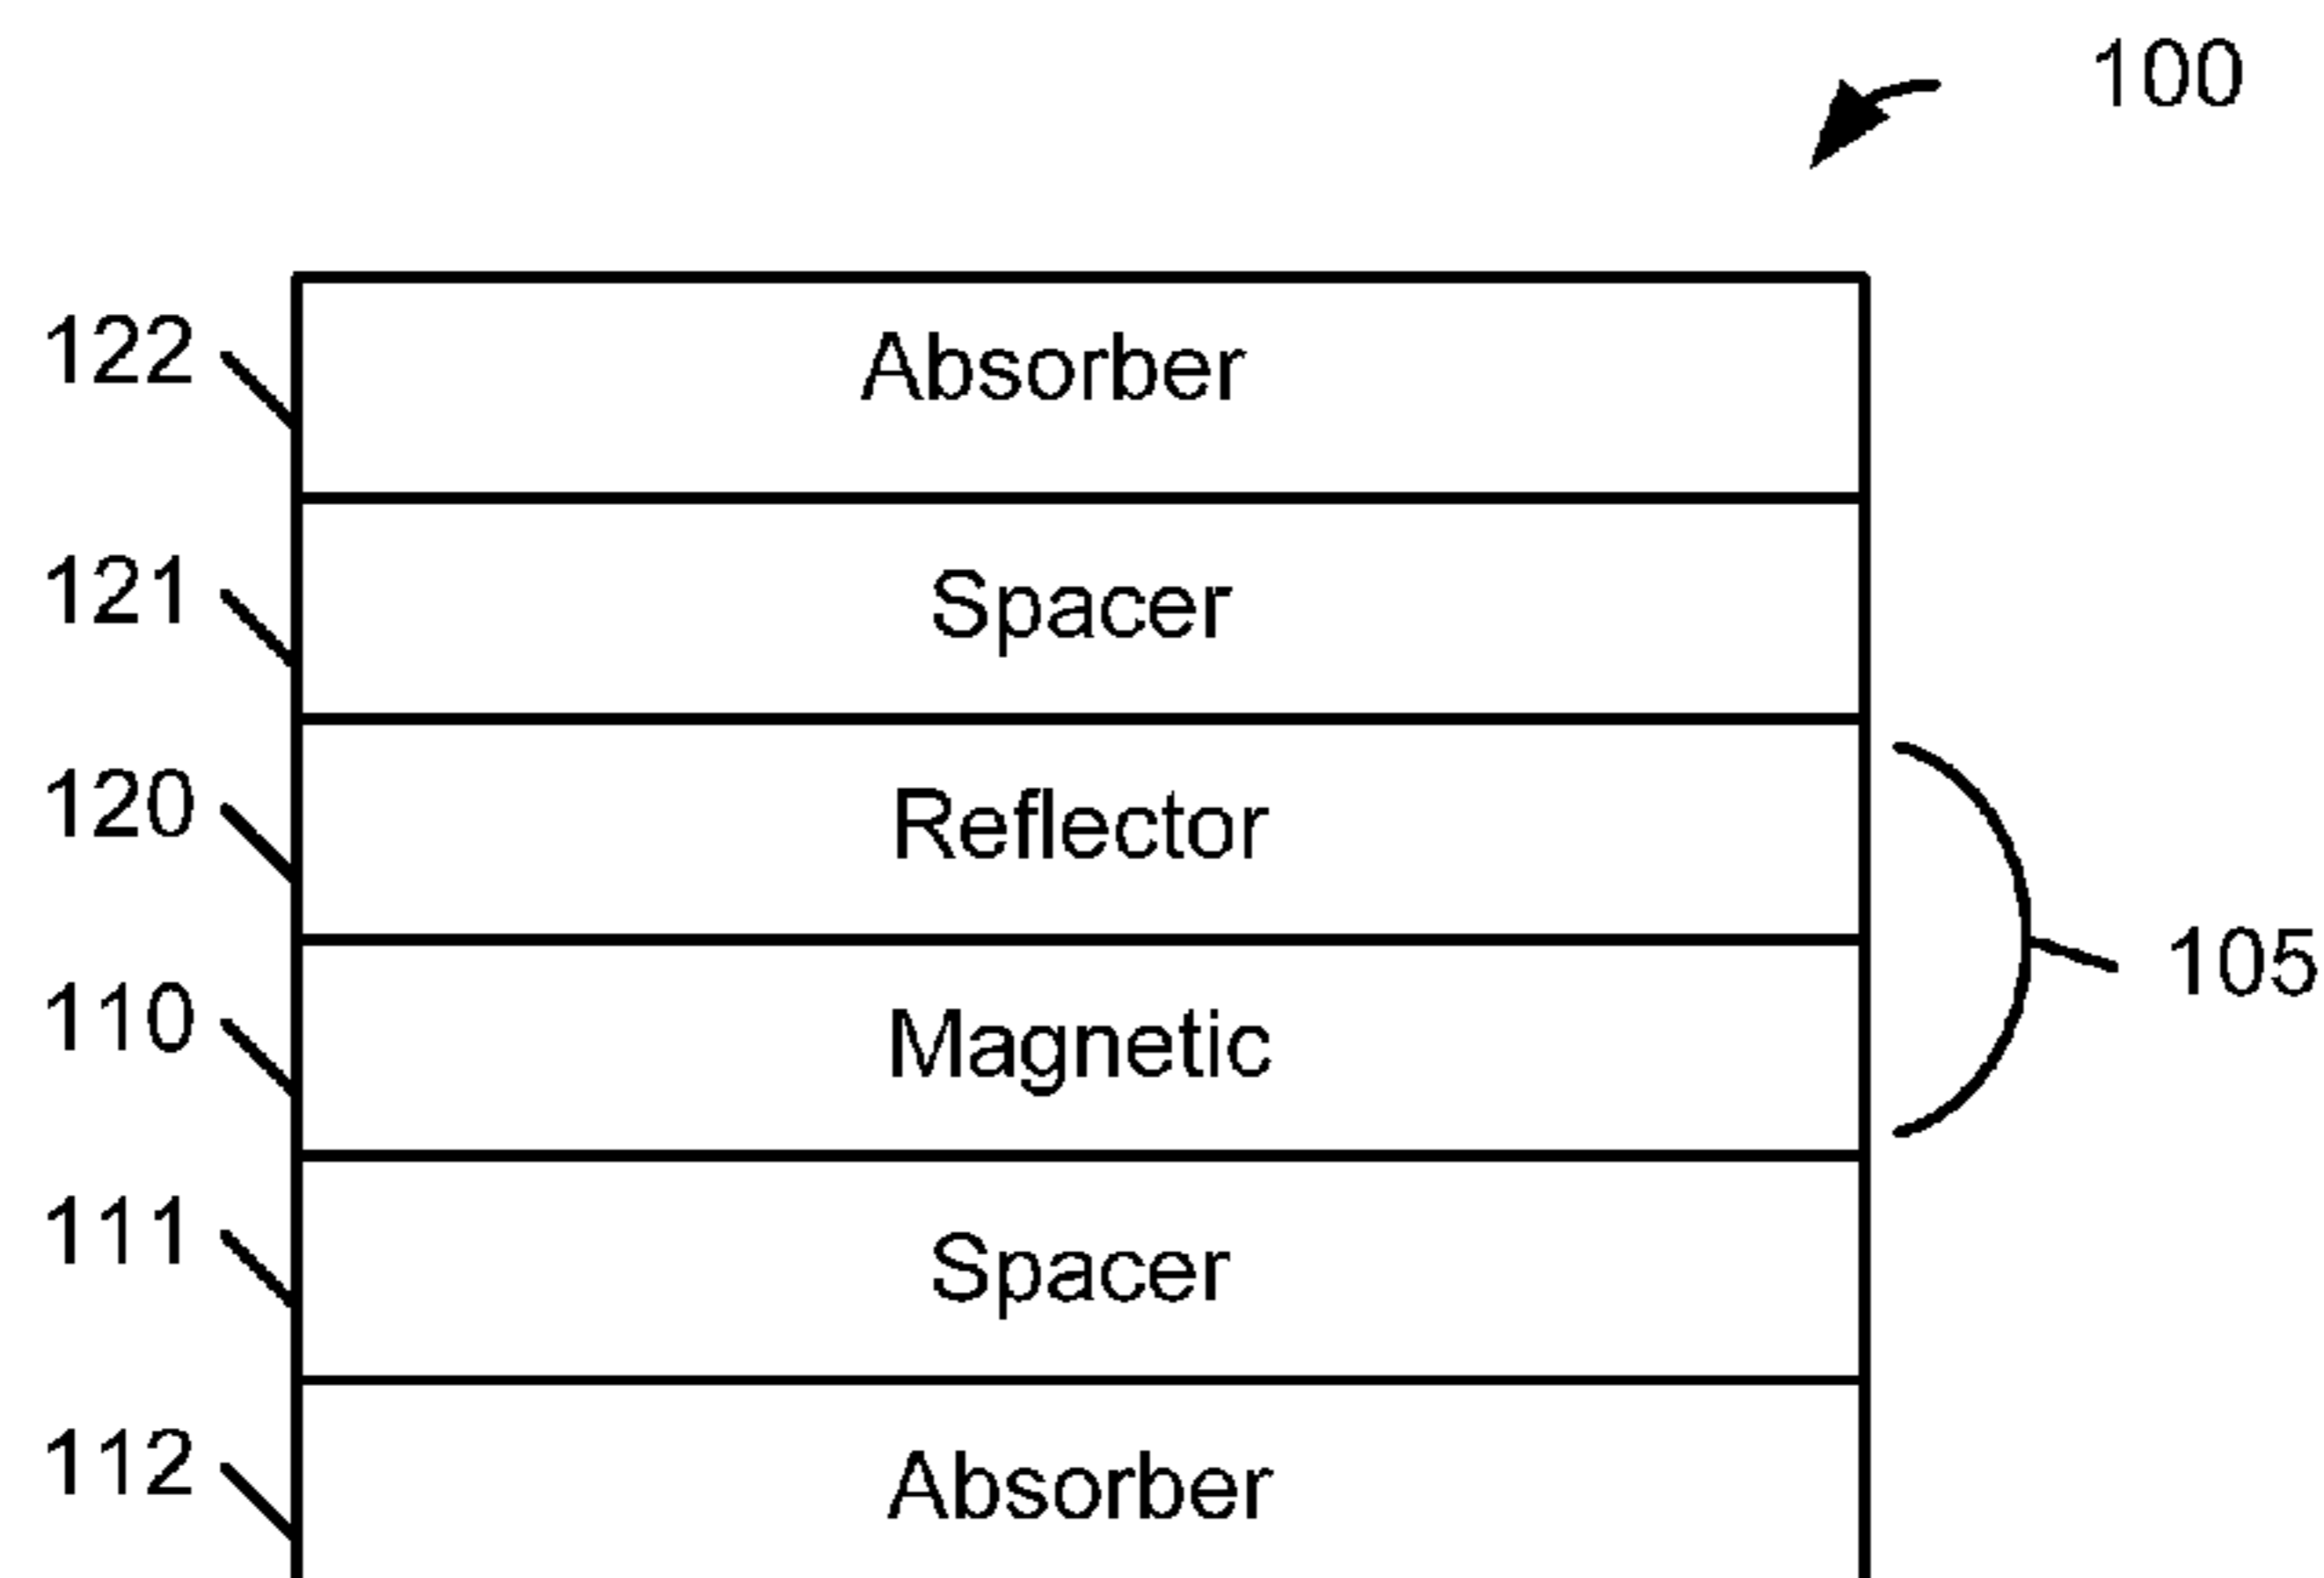 100
122 Absorber
121 Spacer
120 Reflector
105
110 Magnetic
111 Spacer
112 Absorber